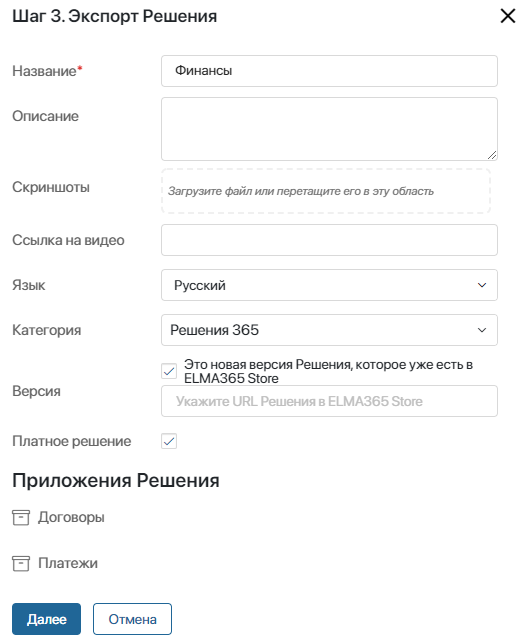 Шаг 3. Экспорт Решения
Название*
Финансы
Описание
Скриншоты
Загрузите файл или перетащите его в эту область
Ссылка на видео
Язык
Русский
Категория
Решения 365
Это новая версия Решения, которое уже есть в
ELMA365 Store
Версия
Укажите URL Решения в ELMA365 Store
Платное решение
Приложения Решения
Договоры
Платежи
Далее
Отмена